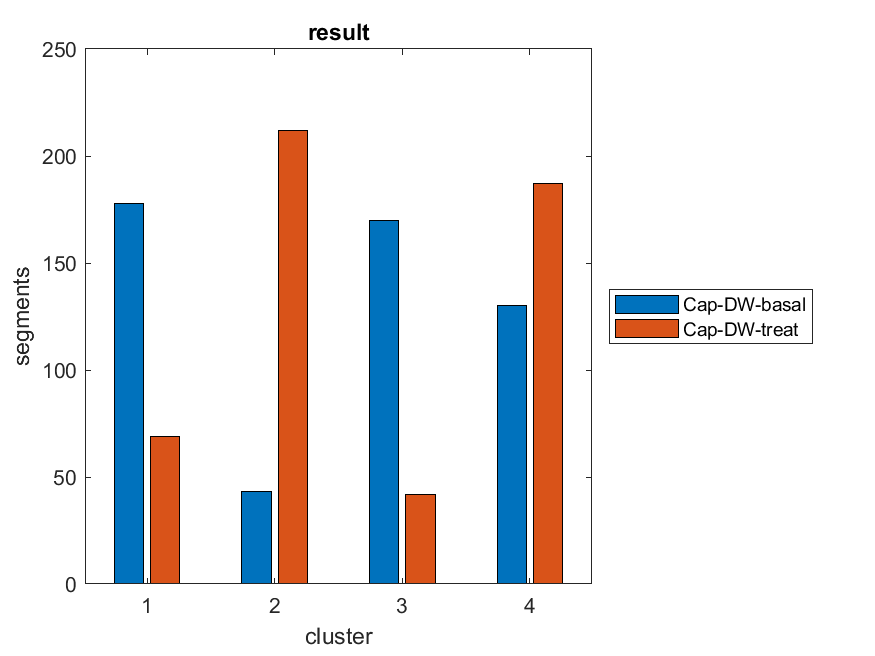 result
250
200
150
100
50
0
segments
1 2 3 4
cluster
Cap-DW-basal
Cap-DW-treat